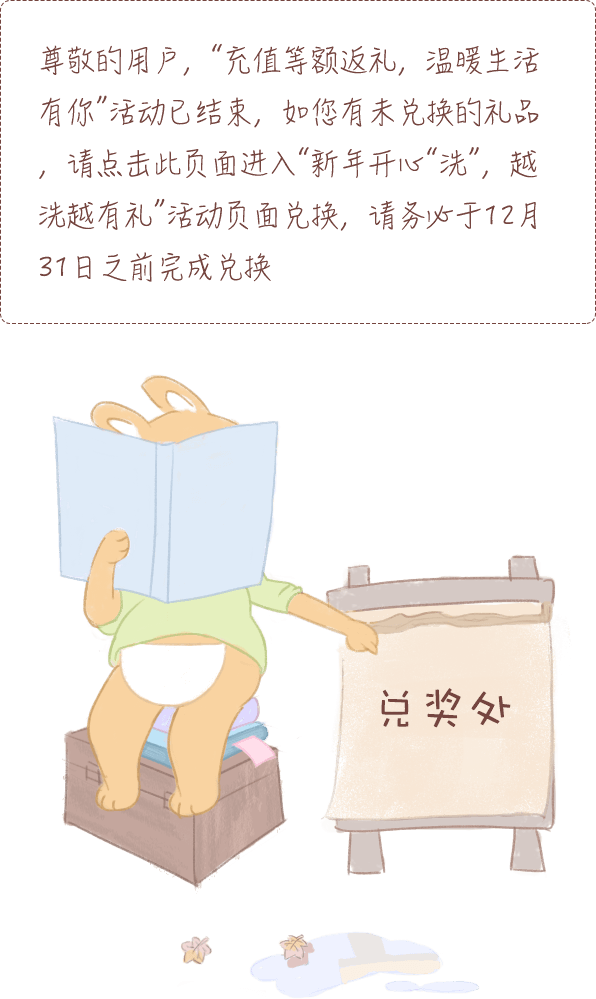 尊敬的用户，“充值等额返礼，温暖生活
有你”活动已结束，如您有未兑换的礼品
，请点击此页面进入“新年开心“洗”，越
洗越有礼”活动页面兑换，请务必于12月
31日之前完成兑换
兑奖处